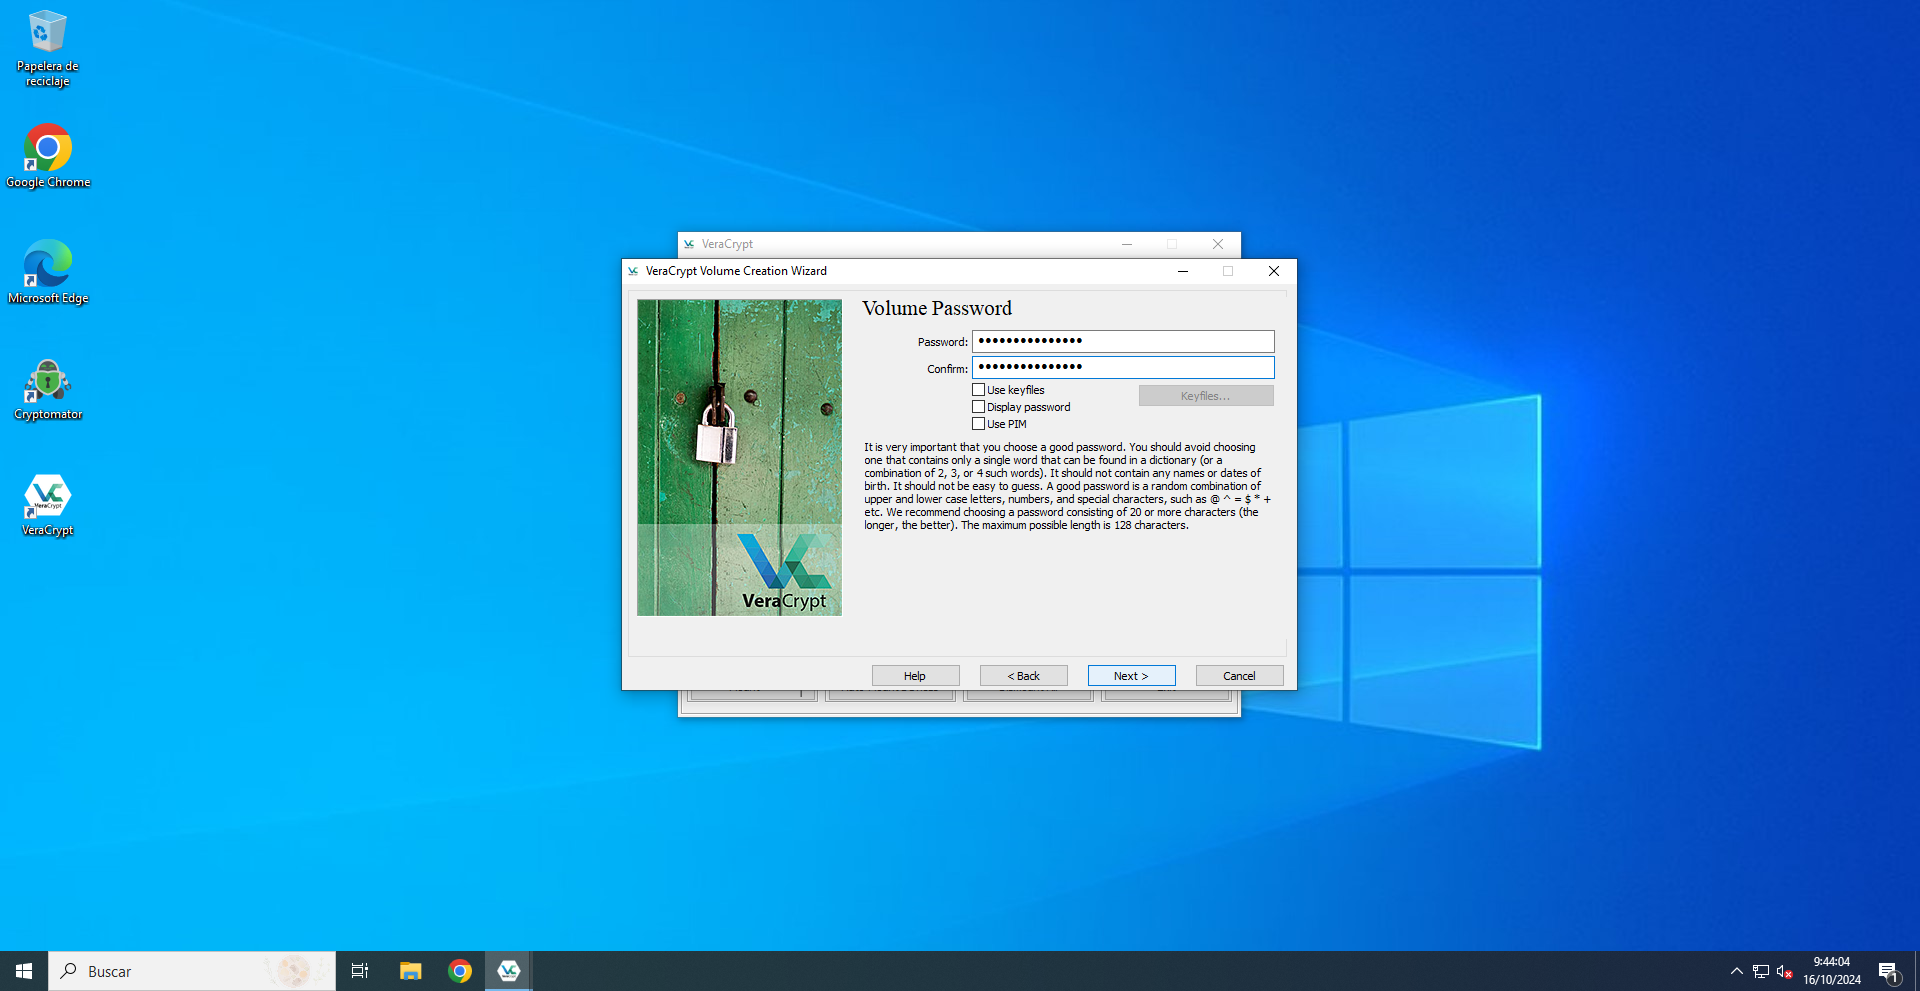 Papelera de
reciclaje
Google Chrome
Microsoft Edge
Cryptomator
VeraCrypt
VeraCrypt
VeraCrypt
VeraCrypt Volume Creation Wizard
Volume Password
Password: •••••••••••••••
Confirm: •••••••••••••••
Use keyfiles
Keyfiles...
Display password
Use PIM
It is very important that you choose a good password. You should avoid choosing
one that contains only a single word that can be found in a dictionary (or a
combination of 2, 3, or 4 such words). It should not contain any names or dates of
birth. It should not be easy to guess. A good password is a random combination of
upper and lower case letters, numbers, and special characters, such as @ ^ = $ * +
etc. We recommend choosing a password consisting of 20 or more characters (the
longer, the better). The maximum possible length is 128 characters.
VeraCrypt
Help
< Back
Next >
Cancel
Buscar
9:44:04
16/10/2024
1